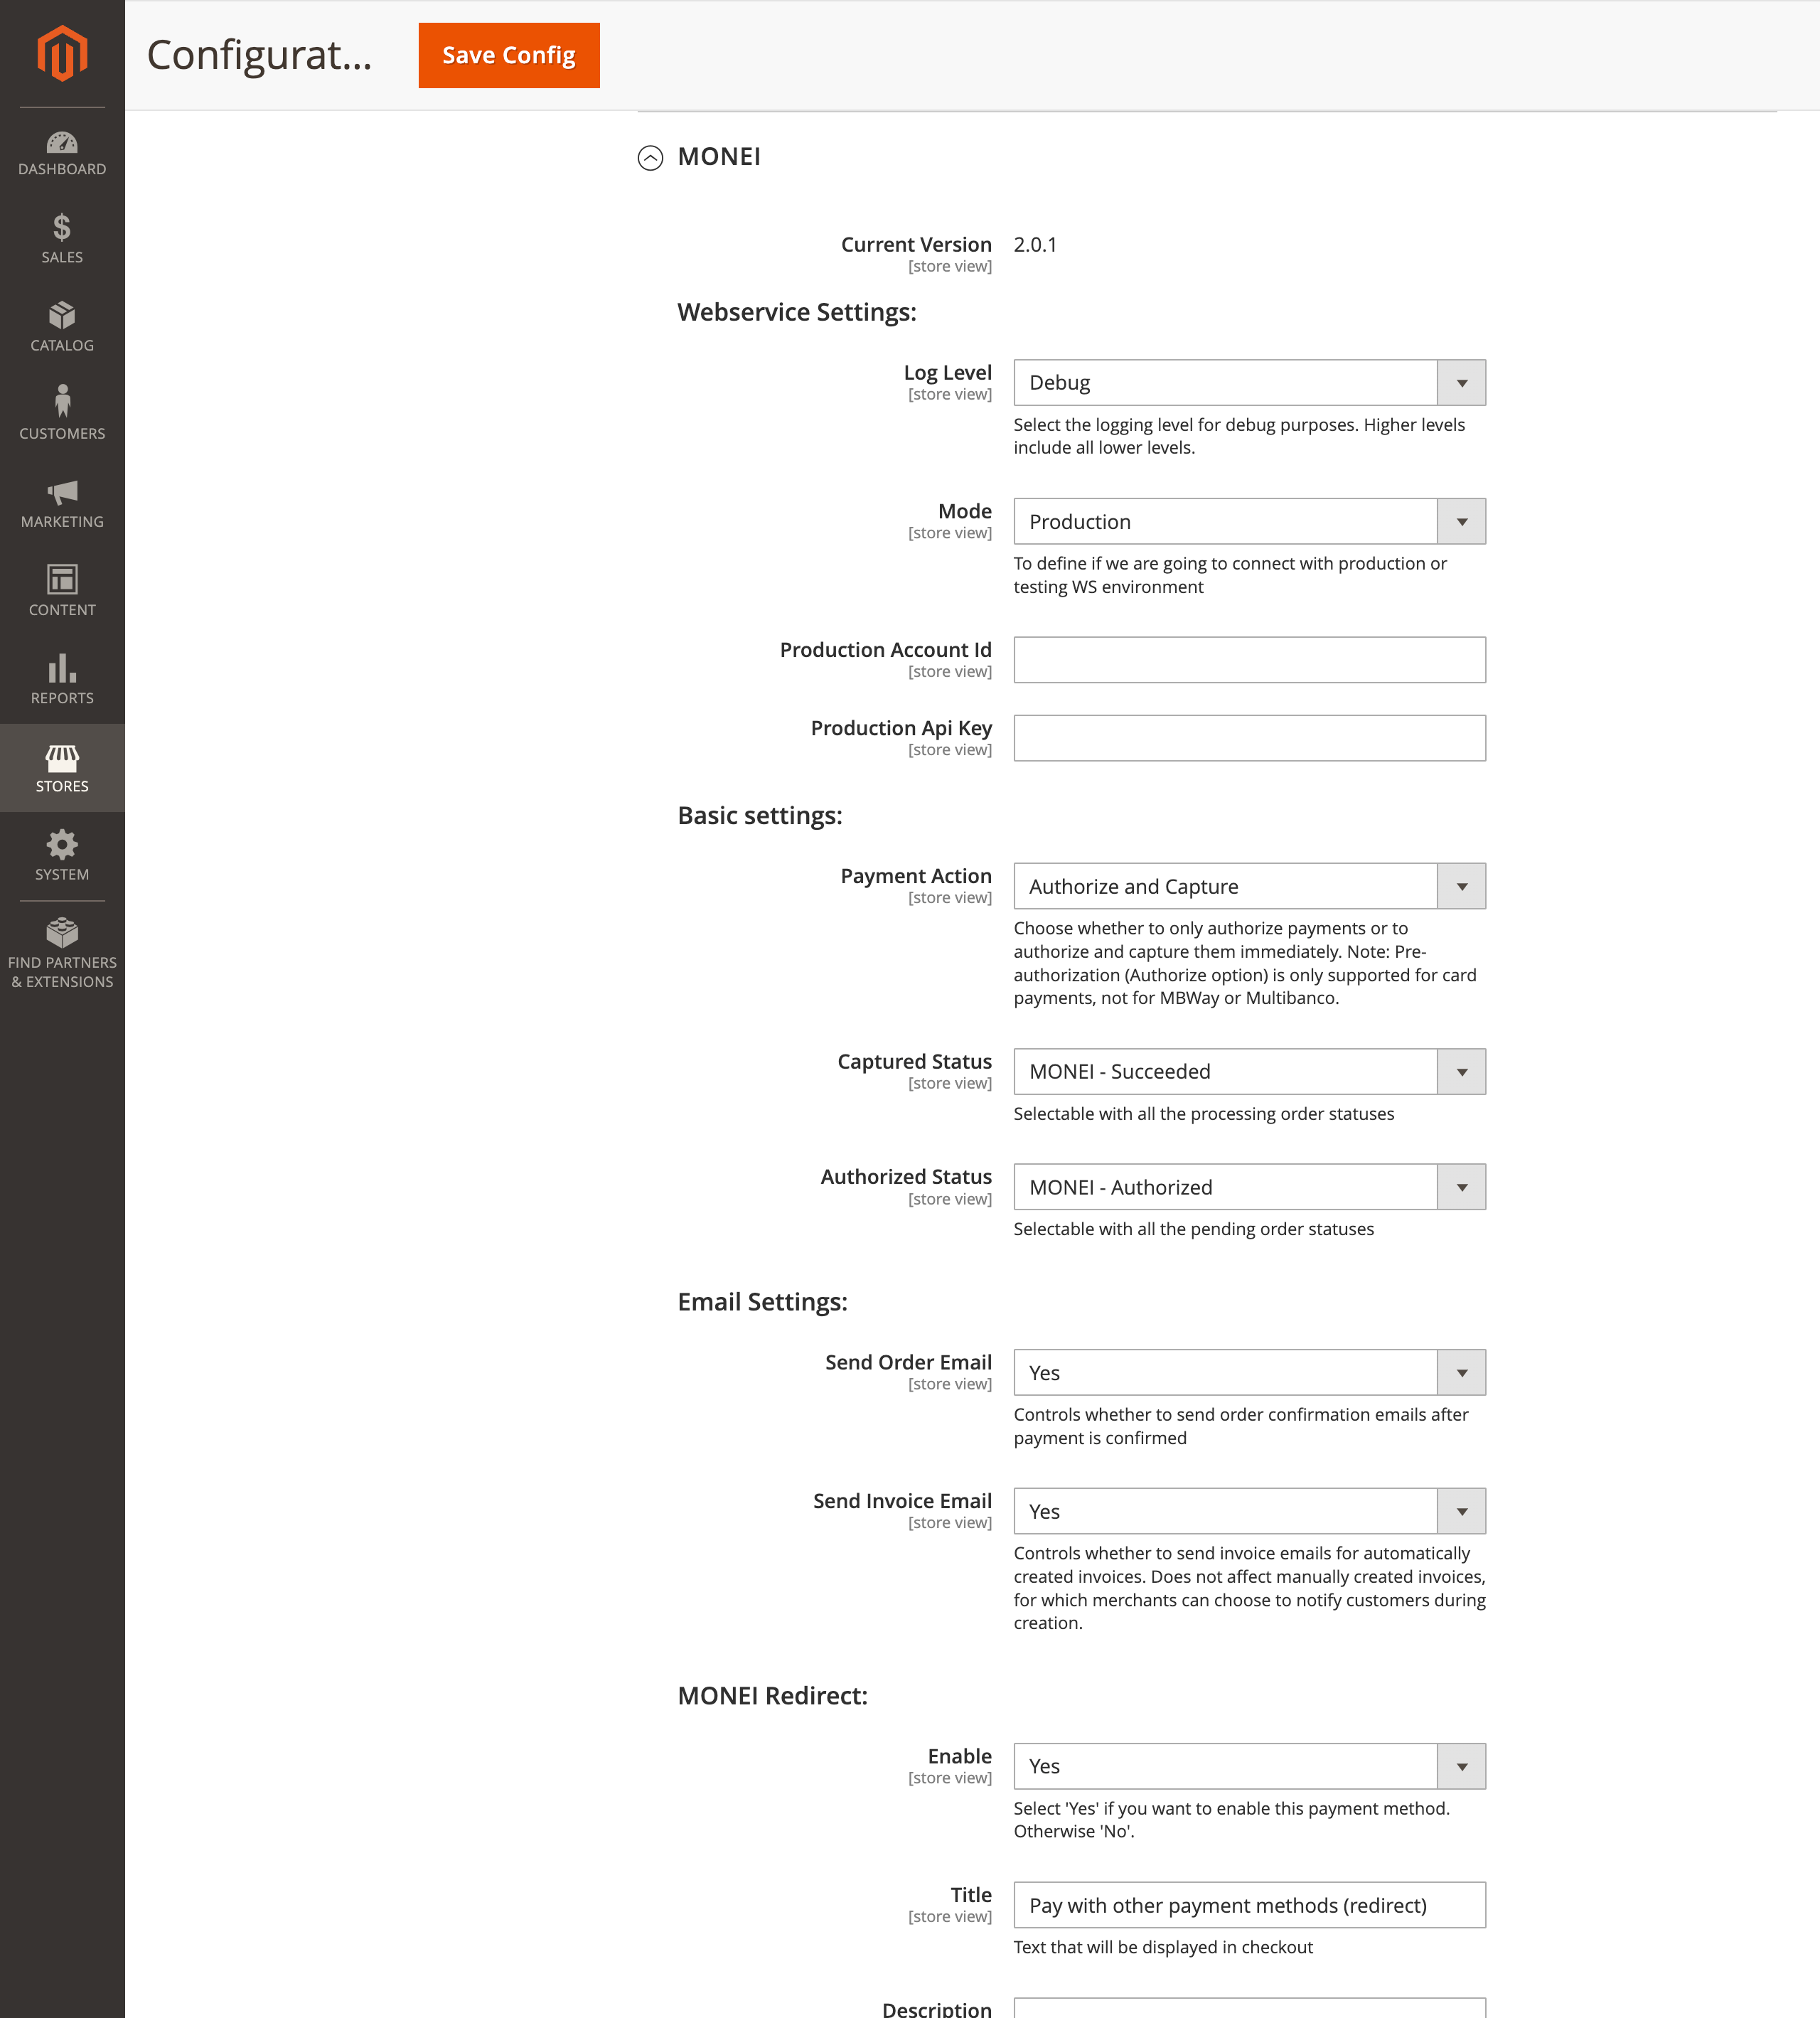 Configurat...
Save Config
DASHBOARD
SALES
CATALOG
CUSTOMERS
MARKETING
CONTENT
REPORTS
STORES
SYSTEM
FIND PARTNERS
& EXTENSIONS
MONEI
Current Version
2.0.1
[store view]
Webservice Settings:
Log Level
[store view]
Debug
Select the logging level for debug purposes. Higher levels
include all lower levels.
Mode
[store view]
Production
To define if we are going to connect with production or
testing WS environment
Production Account Id
[store view]
Production Api Key
[store view]
Basic settings:
Payment Action
[store view]
Authorize and Capture
Choose whether to only authorize payments or to
authorize and capture them immediately. Note: Pre-
authorization (Authorize option) is only supported for card
payments, not for MBWay or Multibanco.
Captured Status
[store view]
MONEI - Succeeded
Selectable with all the processing order statuses
Authorized Status
[store view]
MONEI - Authorized
Selectable with all the pending order statuses
Email Settings:
Send Order Email
[store view]
Yes
Controls whether to send order confirmation emails after
payment is confirmed
Send Invoice Email
[store view]
Yes
Controls whether to send invoice emails for automatically
created invoices. Does not affect manually created invoices,
for which merchants can choose to notify customers during
creation.
MONEI Redirect:
Enable
[store view]
Yes
Select 'Yes' if you want to enable this payment method.
Otherwise 'No'.
Title
[store view]
Pay with other payment methods (redirect)
Text that will be displayed in checkout
Description